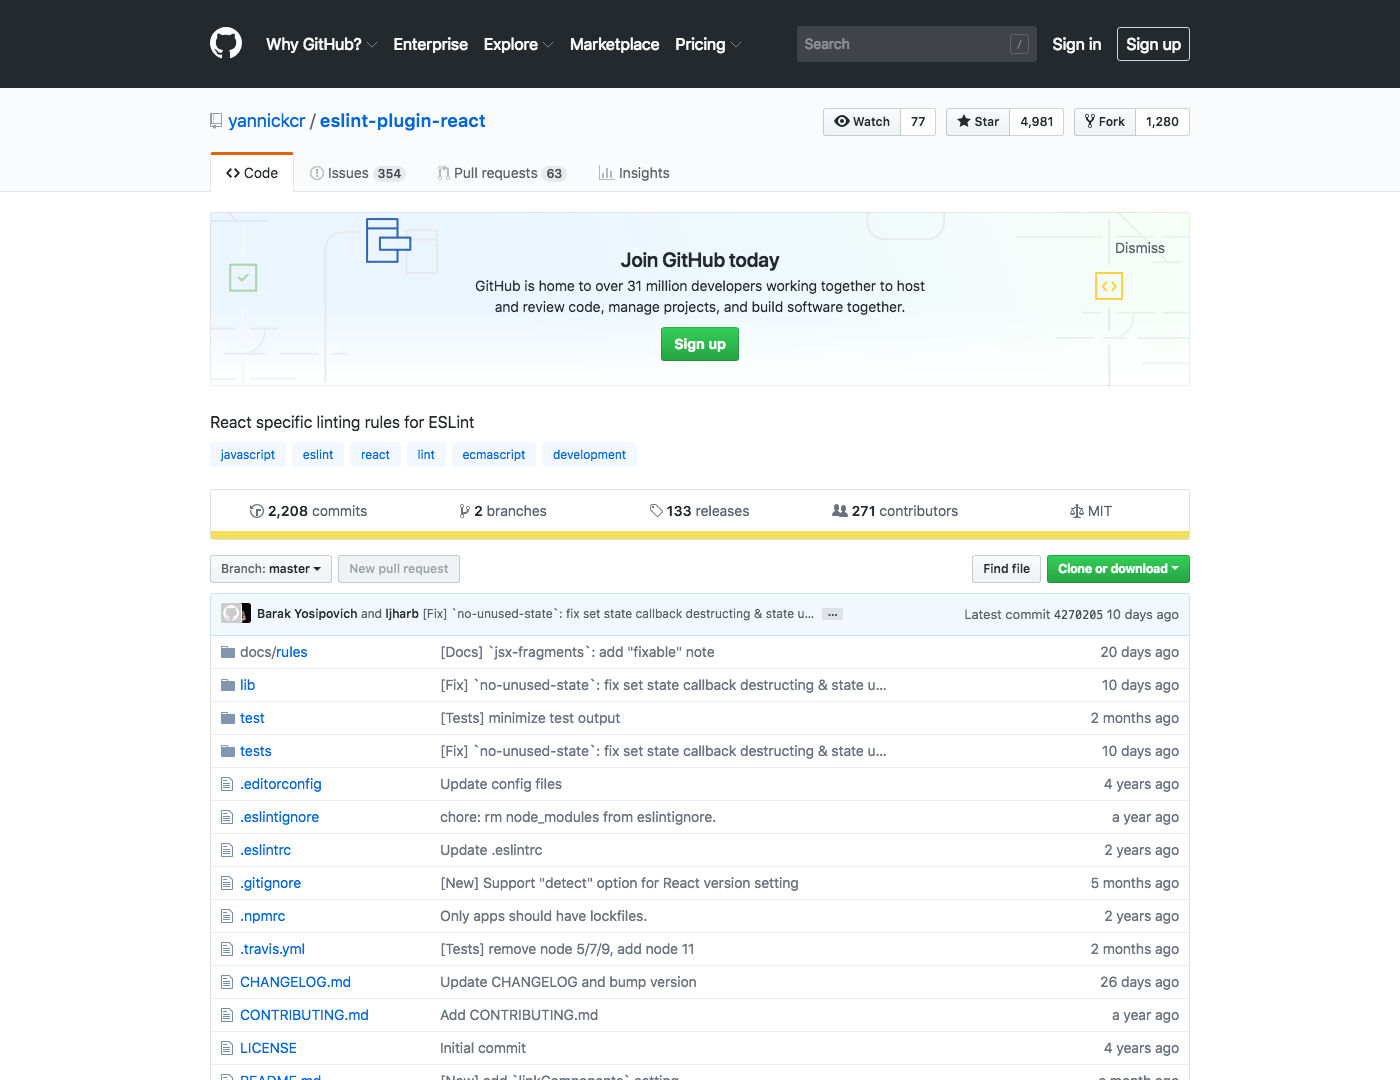 Why GitHub? Enterprise Explore Marketplace Pricing Search / Sign in Sign up
yannickcr / eslint-plugin-react Watch 77 Star 4,981 Fork 1,280
Code Issues 354 Pull requests 63 Insights
Dismiss
Join GitHub today
GitHub is home to over 31 million developers working together to host
and review code, manage projects, and build software together.
Sign up
React specific linting rules for ESLint
javascript eslint react lint ecmascript development
2,208 commits 2 branches 133 releases 271 contributors MIT
Branch: master New pull request Find file Clone or download
Barak Yosipovich and ljharb [Fix] `no-unused-state`: fix set state callback destructing & state u... ... Latest commit 4270205 10 days ago
docs/rules [Docs] `jsx-fragments`: add "fixable" note 20 days ago
lib [Fix] `no-unused-state`: fix set state callback destructing & state u... 10 days ago
test [Tests] minimize test output 2 months ago
tests [Fix] `no-unused-state`: fix set state callback destructing & state u... 10 days ago
.editorconfig Update config files 4 years ago
.eslintignore chore: rm node_modules from eslintignore. a year ago
.eslintrc Update .eslintrc 2 years ago
.gitignore [New] Support "detect" option for React version setting 5 months ago
.npmrc Only apps should have lockfiles. 2 years ago
.travis.yml [Tests] remove node 5/7/9, add node 11 2 months ago
CHANGELOG.md Update CHANGELOG and bump version 26 days ago
CONTRIBUTING.md Add CONTRIBUTING.md a year ago
LICENSE Initial commit 4 years ago
README.md [New] add `linkComponents` setting a month ago